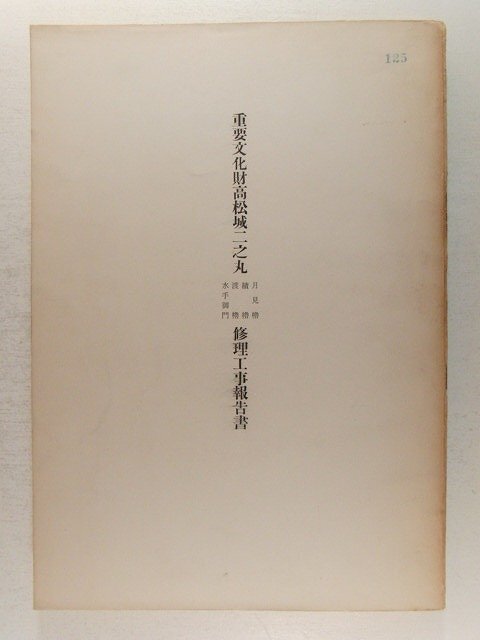 125
重要文化財高松城二之丸
月見櫓
続櫓
渡櫓
水手御門
修理工事報告書